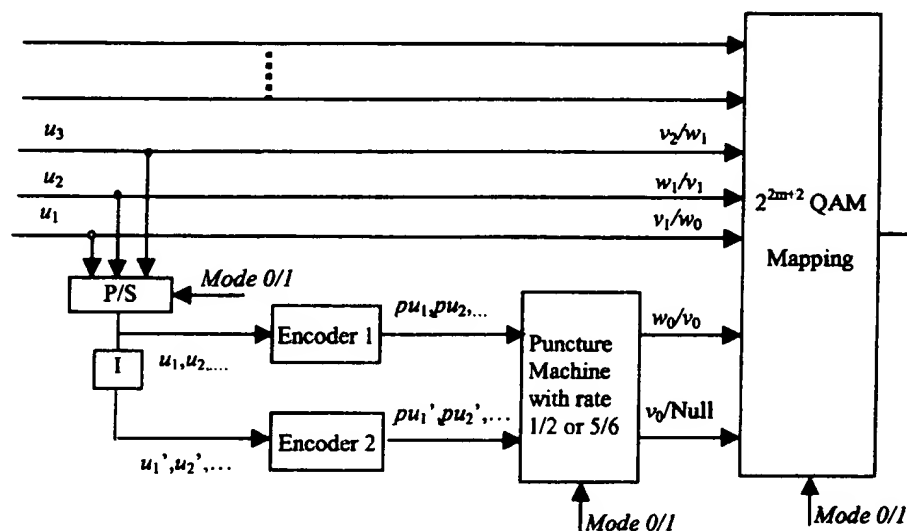 u₃
v₂/w₁
u₂
w₁/v₁
u₁
v₁/w₀
2²ᵐ⁺² QAM
Mapping
P/S
Mode 0/1
Encoder 1
pu₁,pu₂,...
u₁,u₂,...
I
Puncture
Machine
with rate
1/2 or 5/6
w₀/v₀
Encoder 2
pu₁',pu₂',...
v₀/Null
u₁',u₂',...
Mode 0/1
Mode 0/1